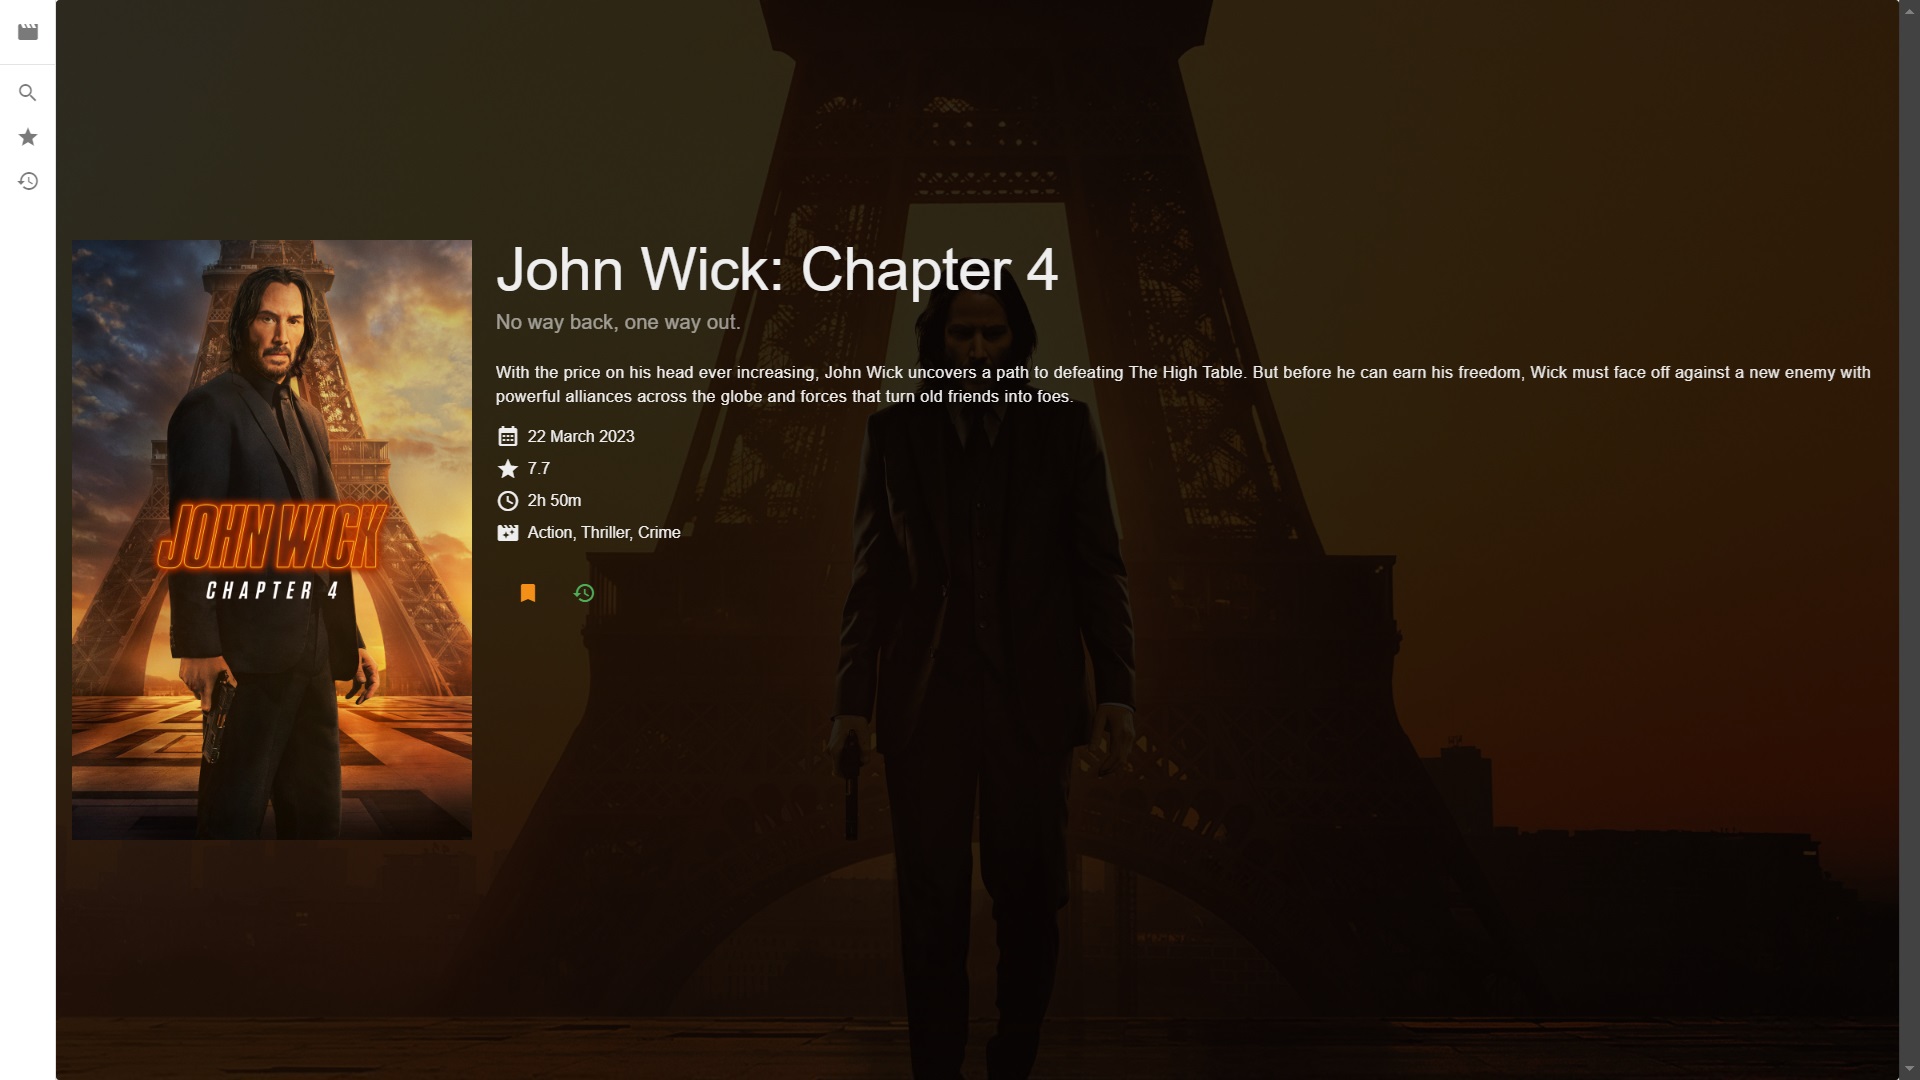 John Wick: Chapter 4
No way back, one way out.
With the price on his head ever increasing, John Wick uncovers a path to defeating The High Table. But before he can earn his freedom, Wick must face off against a new enemy with
powerful alliances across the globe and forces that turn old friends into foes.
22 March 2023
7.7
2h 50m
Action, Thriller, Crime
JOHN WICK
CHAPTER 4